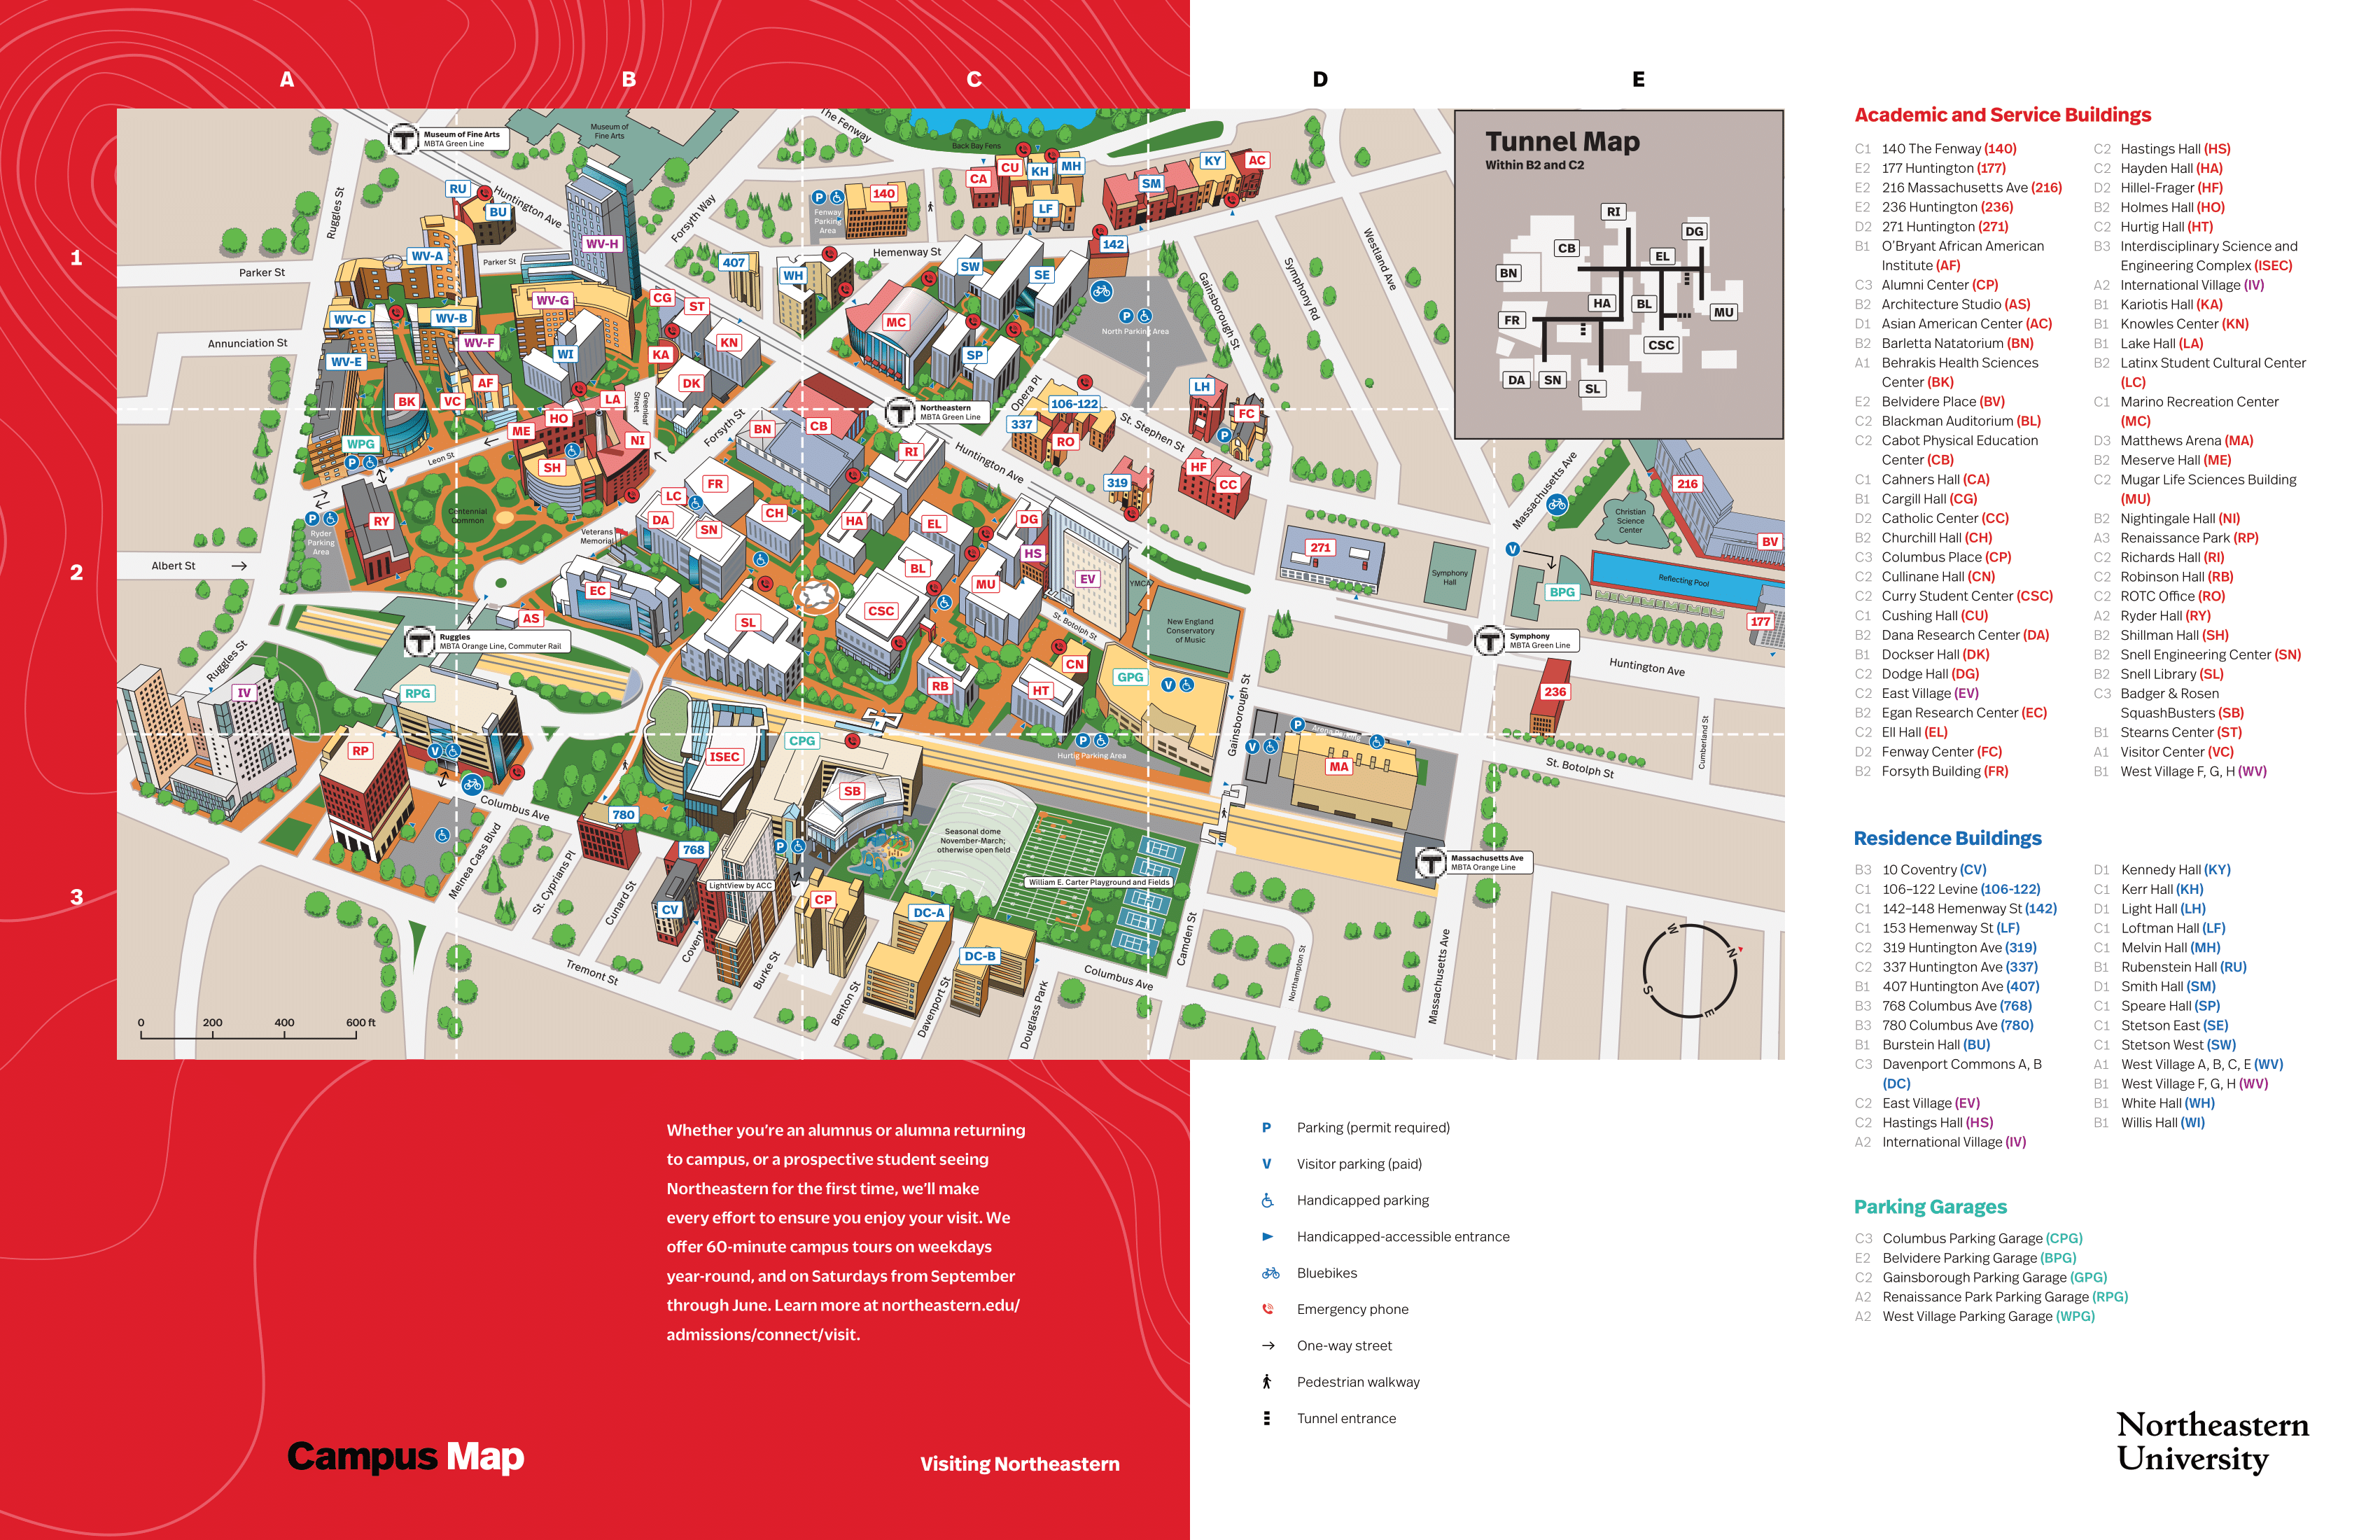 A
B
C
D
E
1
2
3
Museum of Fine Arts
MBTA Green Line
Museum of
Fine Arts
The Fenway
Back Bay Fens
Ruggles St
Huntington Ave
Forsyth Way
RU
BU
WV-H
WV-A
Parker St
Parker St
WV-G
WV-C
WV-B
WV-F
WV-E
WI
AF
BK
VC
Annunciation St
P
Fenway
Parking
Area
140
CA
CU
KH
MH
LF
SM
KY
AC
Hemenway St
142
407
WH
SW
SE
MC
SP
P
North Parking Area
Gainsborough St
Symphony Rd
Westland Ave
CG
ST
KA
KN
DK
LA
Greenleaf
Street
HO
ME
NI
SH
Forsyth St
BN
CB
Northeastern
MBTA Green Line
Opera Pl
106-122
337
RO
St. Stephen St
LH
FC
P
HF
CC
319
Huntington Ave
WPG
P
Leon St
RY
P
Ryder
Parking
Area
Centennial
Common
Albert St
Veterans
Memorial
LC
FR
DA
SN
CH
RI
HA
EL
DG
HS
BL
MU
EV
YMCA
CSC
EC
AS
SL
St. Botolph St
New England
Conservatory
of Music
Ruggles
MBTA Orange Line, Commuter Rail
Ruggles St
IV
RPG
V
RP
RB
HT
CN
GPG
V
P
Hurtig Parking Area
271
Symphony
Hall
Massachusetts Ave
Christian
Science
Center
216
BV
V
BPG
Reflecting Pool
177
Symphony
MBTA Green Line
236
Huntington Ave
Cumberland St
St. Botolph St
Gainsborough St
P
V
MA
ISEC
CPG
SB
780
768
P
LightView by ACC
CV
CP
DC-A
DC-B
Seasonal dome
November-March;
otherwise open field
William E. Carter Playground and Fields
Massachusetts Ave
MBTA Orange Line
Columbus Ave
Melnea Cass Blvd
St. Cyprians Pl
Cunard St
Tremont St
Burke St
Benton St
Davenport St
Douglass Park
Columbus Ave
Camden St
Northampton St
Massachusetts Ave
0 200 400 600 ft
W
N
S
E
Tunnel Map
Within B2 and C2
RI
DG
CB
EL
BN
HA
BL
MU
FR
CSC
DA
SN
SL
Academic and Service Buildings
C1 140 The Fenway (140)
E2 177 Huntington (177)
E2 216 Massachusetts Ave (216)
E2 236 Huntington (236)
D2 271 Huntington (271)
B1 O'Bryant African American
Institute (AF)
C3 Alumni Center (CP)
B2 Architecture Studio (AS)
D1 Asian American Center (AC)
B2 Barletta Natatorium (BN)
A1 Behrakis Health Sciences
Center (BK)
E2 Belvidere Place (BV)
C2 Blackman Auditorium (BL)
C2 Cabot Physical Education
Center (CB)
C1 Cahners Hall (CA)
B1 Cargill Hall (CG)
D2 Catholic Center (CC)
B2 Churchill Hall (CH)
C3 Columbus Place (CP)
C2 Cullinane Hall (CN)
C2 Curry Student Center (CSC)
C1 Cushing Hall (CU)
B2 Dana Research Center (DA)
B1 Dockser Hall (DK)
C2 Dodge Hall (DG)
C2 East Village (EV)
B2 Egan Research Center (EC)
C2 Ell Hall (EL)
D2 Fenway Center (FC)
B2 Forsyth Building (FR)
C2 Hastings Hall (HS)
C2 Hayden Hall (HA)
D2 Hillel-Frager (HF)
B2 Holmes Hall (HO)
C2 Hurtig Hall (HT)
B3 Interdisciplinary Science and
Engineering Complex (ISEC)
A2 International Village (IV)
B1 Kariotis Hall (KA)
B1 Knowles Center (KN)
B1 Lake Hall (LA)
B2 Latinx Student Cultural Center
(LC)
C1 Marino Recreation Center
(MC)
D3 Matthews Arena (MA)
B2 Meserve Hall (ME)
C2 Mugar Life Sciences Building
(MU)
B2 Nightingale Hall (NI)
A3 Renaissance Park (RP)
C2 Richards Hall (RI)
C2 Robinson Hall (RB)
C2 ROTC Office (RO)
A2 Ryder Hall (RY)
B2 Shillman Hall (SH)
B2 Snell Engineering Center (SN)
B2 Snell Library (SL)
C3 Badger & Rosen
SquashBusters (SB)
B1 Stearns Center (ST)
A1 Visitor Center (VC)
B1 West Village F, G, H (WV)
Residence Buildings
B3 10 Coventry (CV)
C1 106–122 Levine (106-122)
C1 142–148 Hemenway St (142)
C1 153 Hemenway St (LF)
C2 319 Huntington Ave (319)
C2 337 Huntington Ave (337)
B1 407 Huntington Ave (407)
B3 768 Columbus Ave (768)
B3 780 Columbus Ave (780)
B1 Burstein Hall (BU)
C3 Davenport Commons A, B
(DC)
C2 East Village (EV)
C2 Hastings Hall (HS)
A2 International Village (IV)
D1 Kennedy Hall (KY)
C1 Kerr Hall (KH)
D1 Light Hall (LH)
C1 Loftman Hall (LF)
C1 Melvin Hall (MH)
B1 Rubenstein Hall (RU)
D1 Smith Hall (SM)
C1 Speare Hall (SP)
C1 Stetson East (SE)
C1 Stetson West (SW)
A1 West Village A, B, C, E (WV)
B1 West Village F, G, H (WV)
B1 White Hall (WH)
B1 Willis Hall (WI)
Parking Garages
C3 Columbus Parking Garage (CPG)
E2 Belvidere Parking Garage (BPG)
C2 Gainsborough Parking Garage (GPG)
A2 Renaissance Park Parking Garage (RPG)
A2 West Village Parking Garage (WPG)
Whether you're an alumnus or alumna returning
to campus, or a prospective student seeing
Northeastern for the first time, we'll make
every effort to ensure you enjoy your visit. We
offer 60-minute campus tours on weekdays
year-round, and on Saturdays from September
through June. Learn more at northeastern.edu/
admissions/connect/visit.
P Parking (permit required)
V Visitor parking (paid)
Handicapped parking
Handicapped-accessible entrance
Bluebikes
Emergency phone
One-way street
Pedestrian walkway
Tunnel entrance
Campus Map
Visiting Northeastern
Northeastern
University